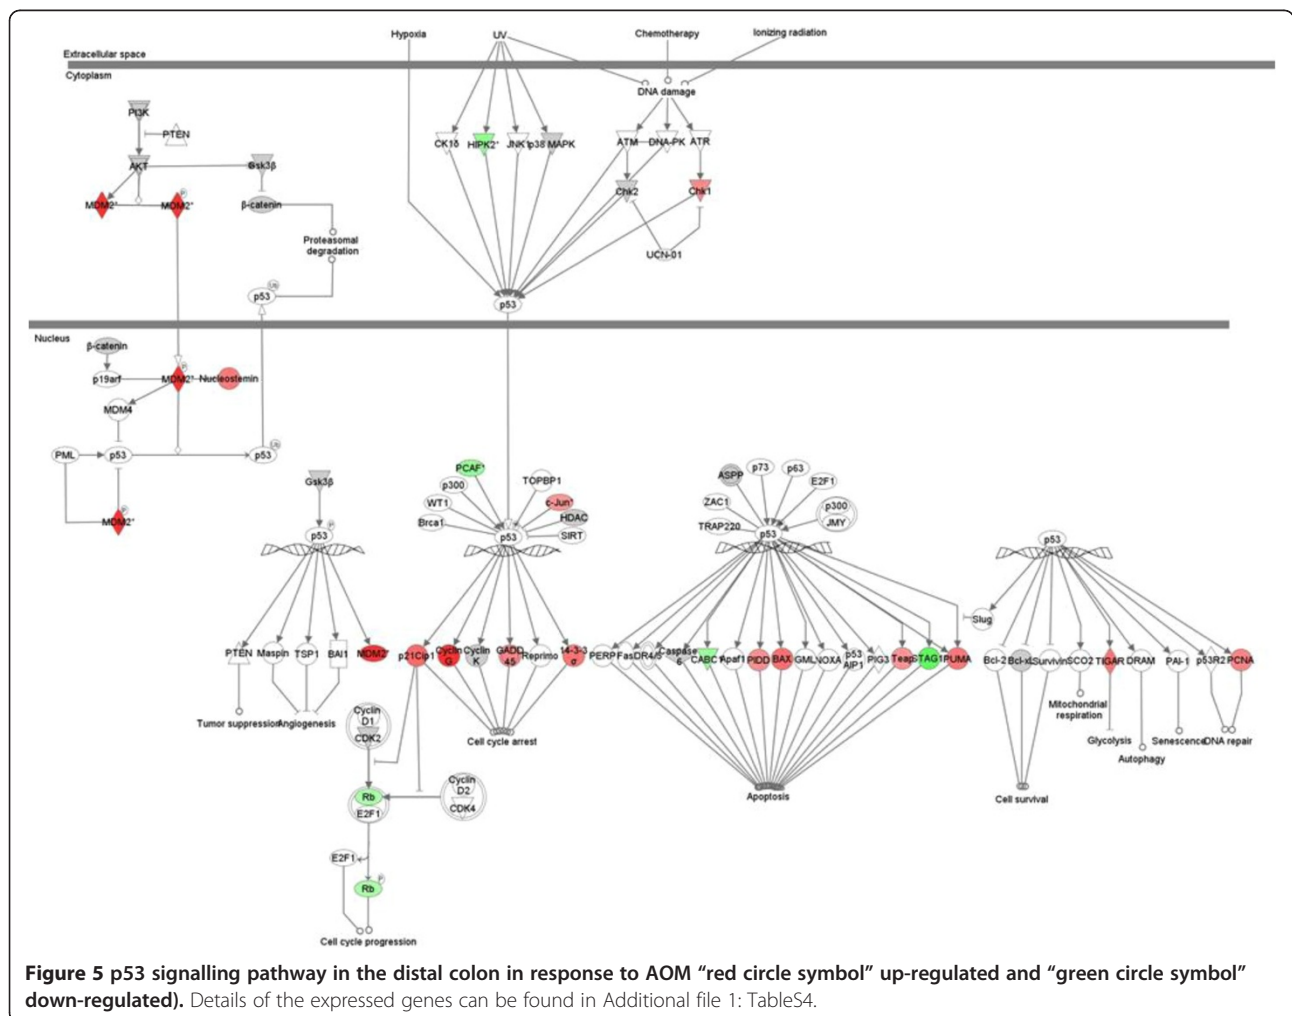 Hypoxia
UV
Chemotherapy
Ionizing radiation
Extracellular space
Cytoplasm
DNA damage
PI3K
PTEN
AKT
Gsk3β
MDM2*
P
MDM2*
β-catenin
Proteasomal
degradation
CK1δ
HIPK2*
JNK1
p38 MAPK
ATM
DNA-PK
ATR
Chk2
Chk1
UCN-01
Ub
p53
p53
Nucleus
β-catenin
p19arf
P
MDM2*
Nucleostemin
MDM4
PML
p53
Ub
p53
P
MDM2*
Gsk3β
P
p53
PCAF*
p300
WT1
Brca1
TOPBP1
c-Jun*
HDAC
SIRT
p53
ASPP
p73
p63
E2F1
ZAC1
p300
JMY
TRAP220
p53
p53
Slug
PTEN
Maspin
TSP1
BAI1
MDM2*
p21Cip1
Cyclin
G
Cyclin
K
GADD
45
Reprimo
14-3-3
σ
PERP
Fas
DR4/5
Caspase
6
CABC1
Apaf1
PIDD
BAX
GML
NOXA
p53
AIP1
PIG3
Teap
STAG1
PUMA
Bcl-2
Bcl-xL
Survivin
SCO2
TIGAR
DRAM
PAI-1
p53R2
PCNA
Tumor suppression
Angiogenesis
Cell cycle arrest
Mitochondrial
respiration
Glycolysis
Autophagy
Senescence
DNA repair
Apoptosis
Cell survival
Cyclin
D1
CDK2
Rb
E2F1
Cyclin
D2
CDK4
E2F1
P
Rb
Cell cycle progression
Figure 5 p53 signalling pathway in the distal colon in response to AOM “red circle symbol” up-regulated and “green circle symbol”
down-regulated). Details of the expressed genes can be found in Additional file 1: TableS4.